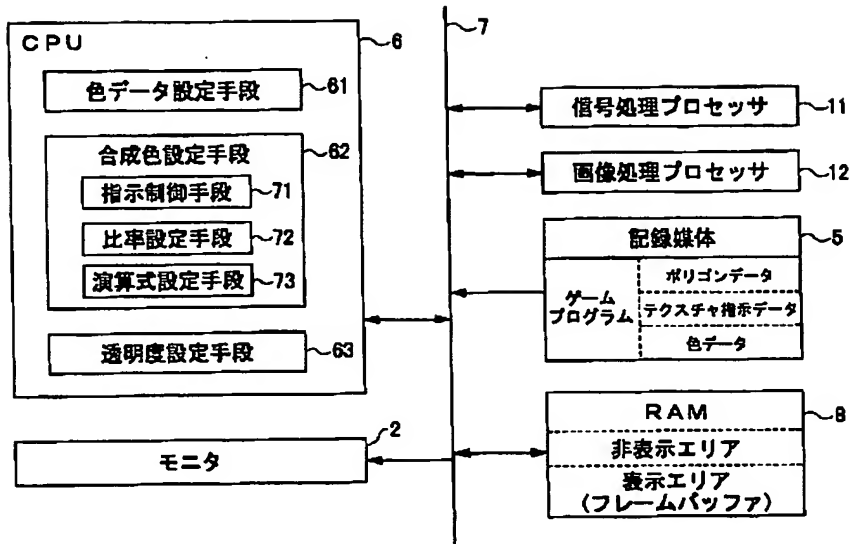 CPU
6
7
色データ設定手段
61
合成色設定手段
62
指示制御手段
71
比率設定手段
72
演算式設定手段
73
透明度設定手段
63
モニタ
2
信号処理プロセッサ
11
画像処理プロセッサ
12
記録媒体
5
ゲーム
プログラム
ポリゴンデータ
テクスチャ指示データ
色データ
RAM
8
非表示エリア
表示エリア
(フレームバッファ)